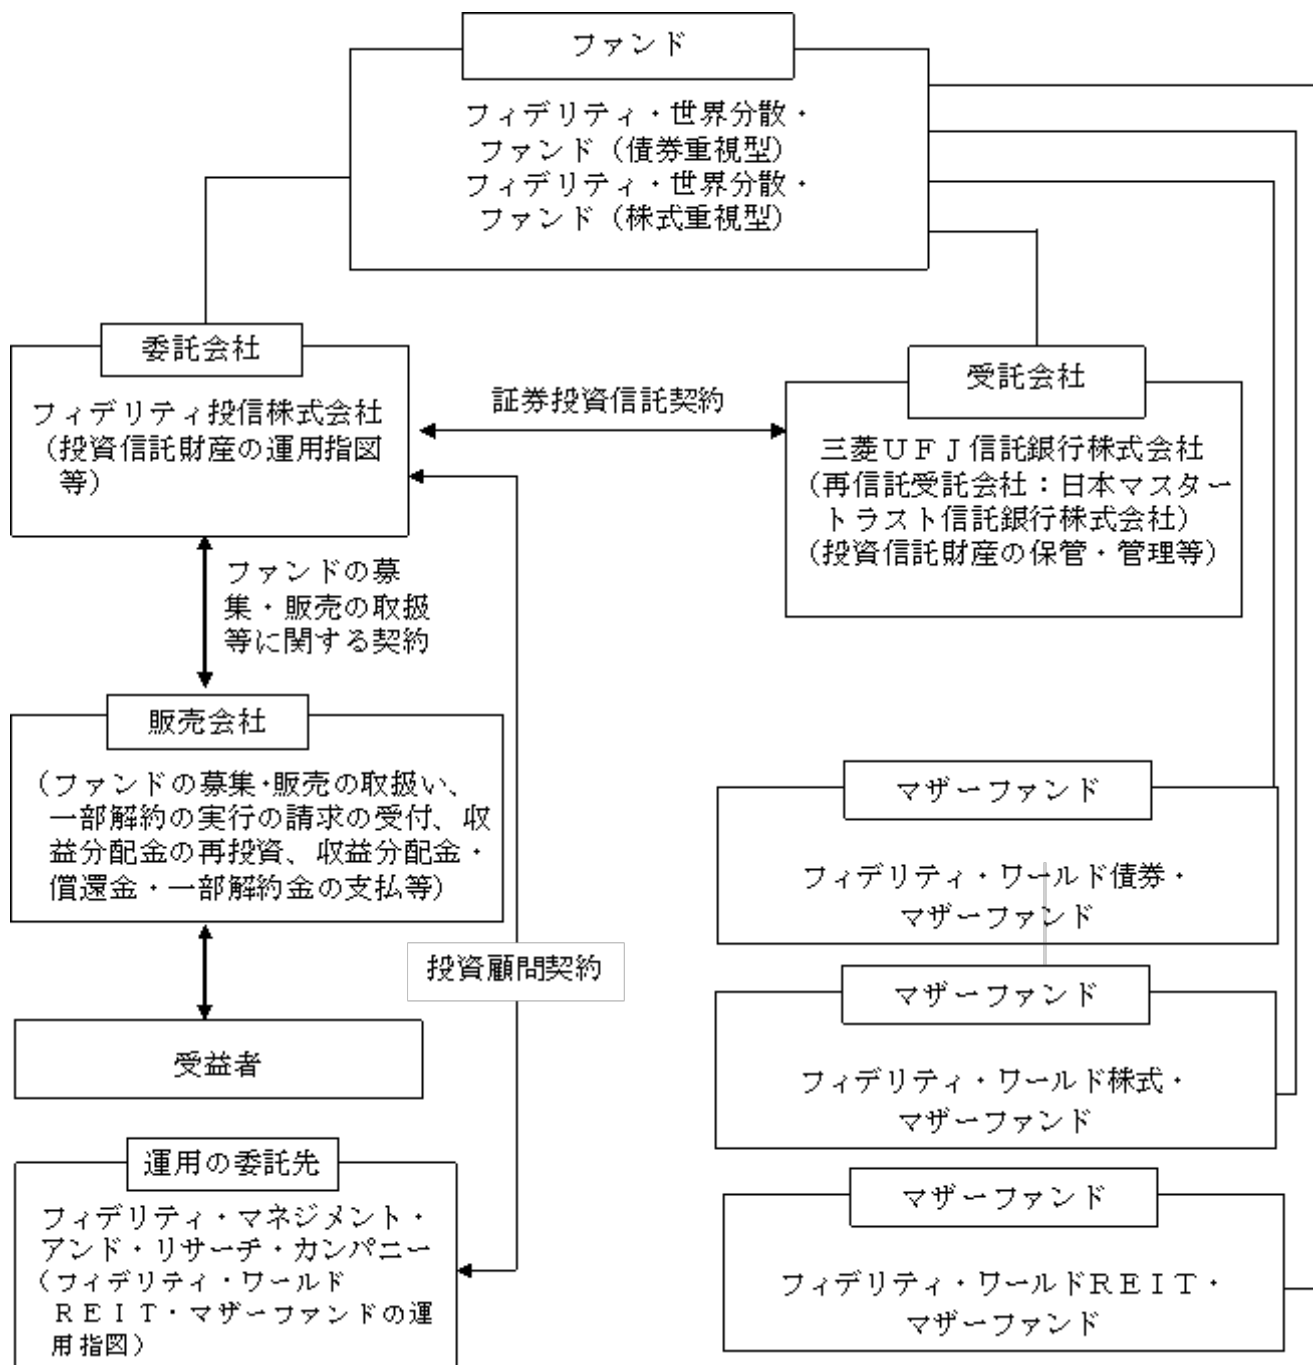 ファンド
フィデリティ・世界分散・
ファンド（債券重視型）
フィデリティ・世界分散・
ファンド（株式重視型）
委託会社
フィデリティ投信株式会社
（投資信託財産の運用指図
等）
証券投資信託契約
受託会社
三菱ＵＦＪ信託銀行株式会社
（再信託受託会社：日本マスター
トラスト信託銀行株式会社）
（投資信託財産の保管・管理等）
ファンドの募
集・販売の取扱
等に関する契約
販売会社
（ファンドの募集・販売の取扱い、
一部解約の実行の請求の受付、収
益分配金の再投資、収益分配金・
償還金・一部解約金の支払等）
投資顧問契約
受益者
運用の委託先
フィデリティ・マネジメント・
アンド・リサーチ・カンパニー
（フィデリティ・ワールド
ＲＥＩＴ・マザーファンドの運
用指図）
マザーファンド
フィデリティ・ワールド債券・
マザーファンド
マザーファンド
フィデリティ・ワールド株式・
マザーファンド
マザーファンド
フィデリティ・ワールドＲＥＩＴ・
マザーファンド